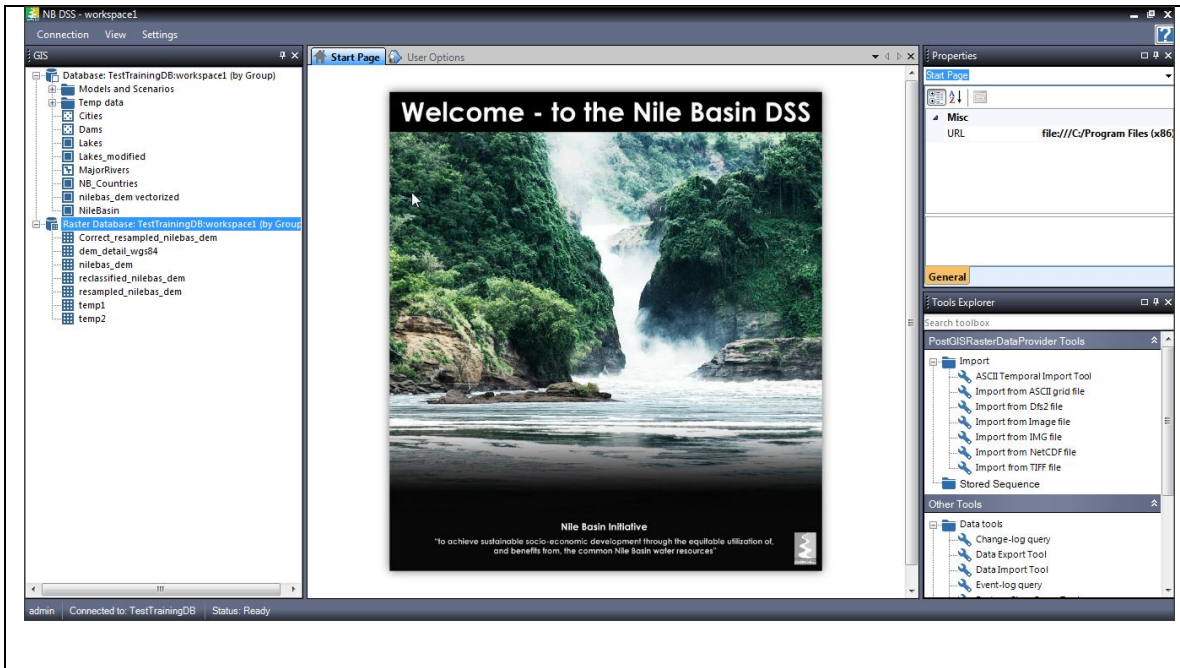 NB DSS - workspace1
Connection View Settings
GIS
Database: TestTrainingDB:workspace1 (by Group)
Models and Scenarios
Temp data
Cities
Dams
Lakes
Lakes_modified
MajorRivers
NB_Countries
nilebas_dem vectorized
NileBasin
Raster Database: TestTrainingDB:workspace1 (by Group
Correct_resampled_nilebas_dem
dem_detail_wgs84
nilebas_dem
reclassified_nilebas_dem
resampled_nilebas_dem
temp1
temp2
Start Page User Options
Welcome - to the Nile Basin DSS
Nile Basin Initiative
"to achieve sustainable socio-economic development through the equitable utilization of,
and benefits from, the common Nile Basin water resources"
Properties
Start Page
Misc
URL file:///C:/Program Files (x86)
General
Tools Explorer
Search toolbox
PostGISRasterDataProvider Tools
Import
ASCII Temporal Import Tool
Import from ASCII grid file
Import from Dfs2 file
Import from Image file
Import from IMG file
Import from NetCDF file
Import from TIFF file
Stored Sequence
Other Tools
Data tools
Change-log query
Data Export Tool
Data Import Tool
Event-log query
admin Connected to: TestTrainingDB Status: Ready